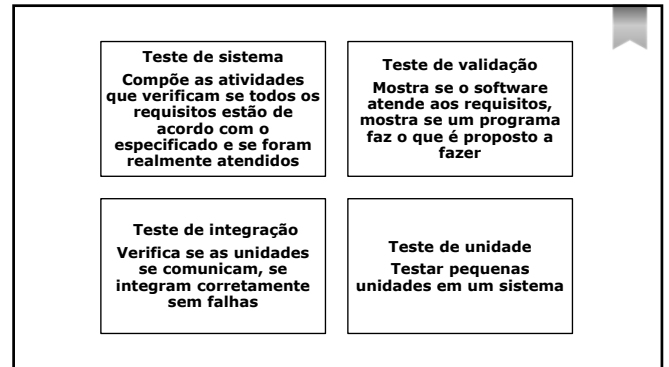 Teste de sistema
Compõe as atividades
que verificam se todos os
requisitos estão de
acordo com o
especificado e se foram
realmente atendidos
Teste de validação
Mostra se o software
atende aos requisitos,
mostra se um programa
faz o que é proposto a
fazer
Teste de integração
Verifica se as unidades
se comunicam, se
integram corretamente
sem falhas
Teste de unidade
Testar pequenas
unidades em um sistema